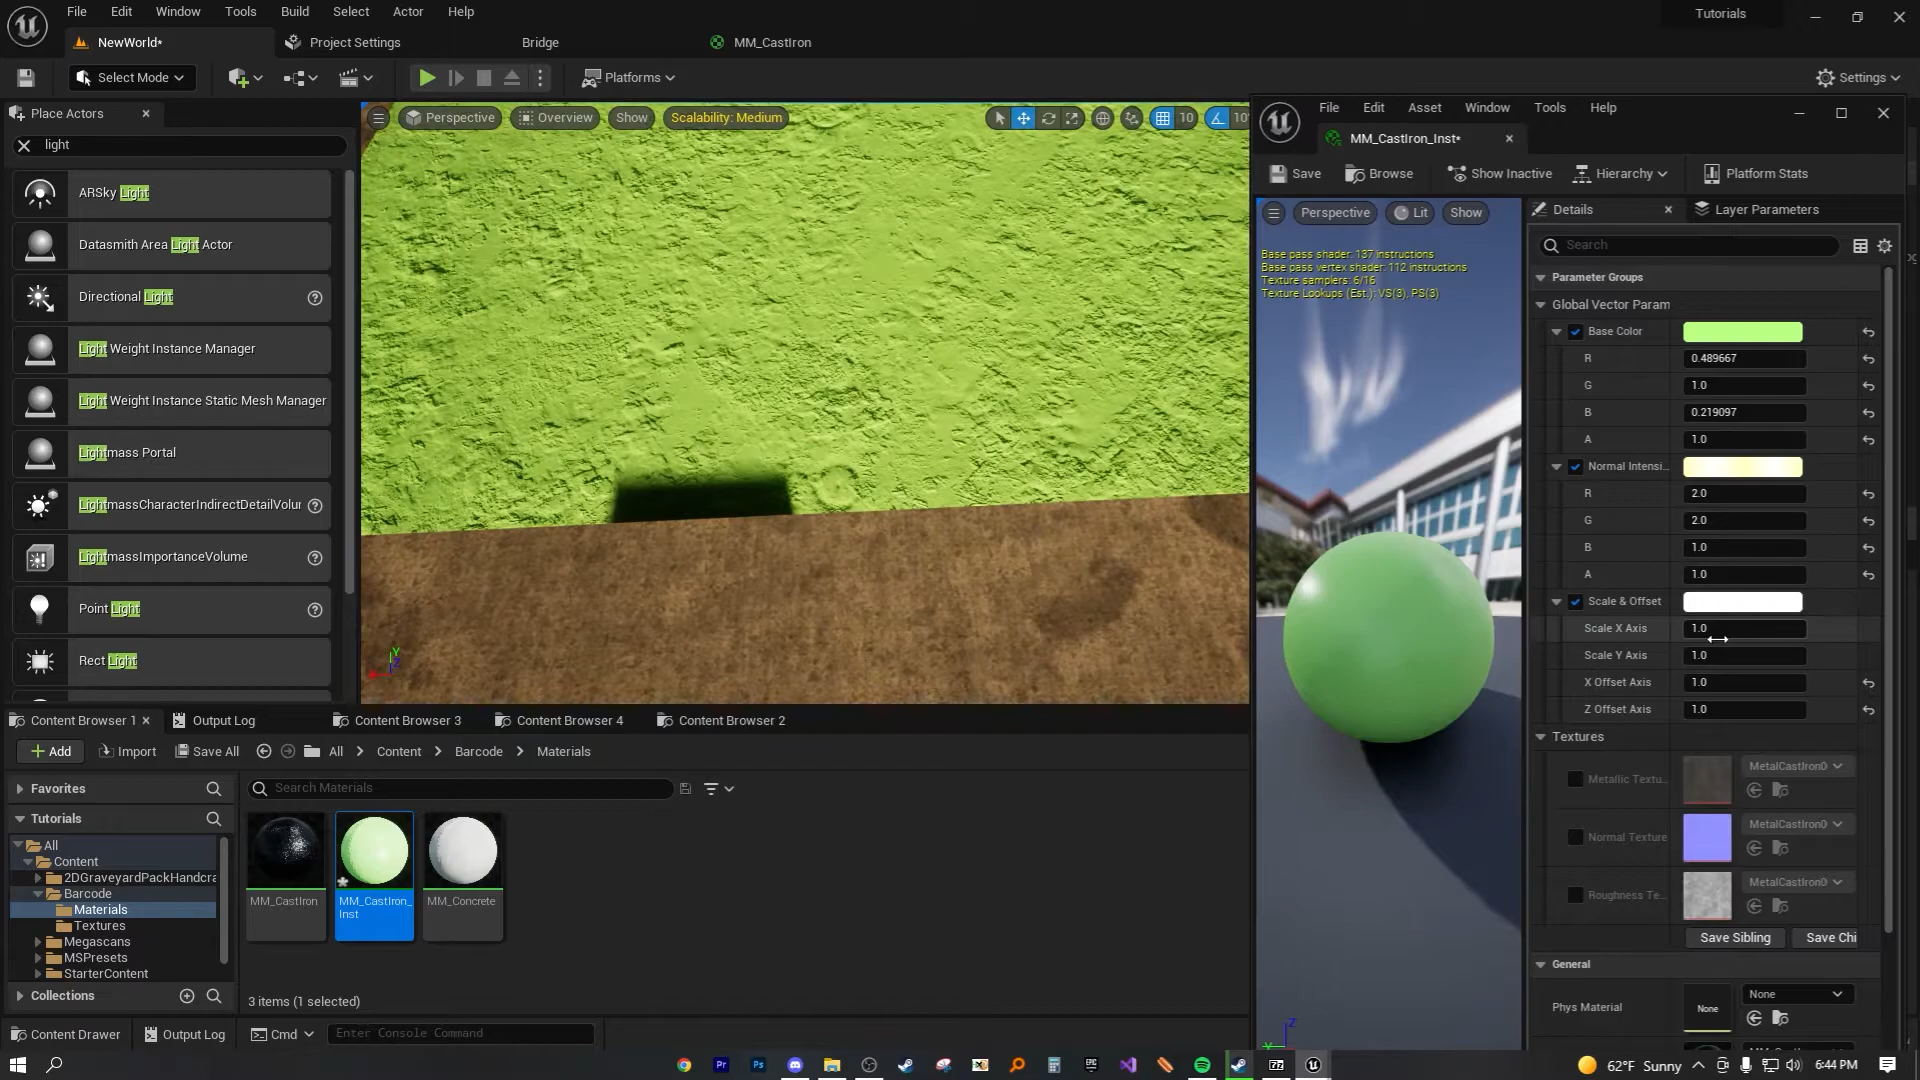 File Edit Window Tools Build Select Actor Help
Tutorials
NewWorld*
Project Settings
Bridge
MM_CastIron
Select Mode
Platforms
Settings
Place Actors
light
ARSky Light
Datasmith Area Light Actor
Directional Light
Light Weight Instance Manager
Light Weight Instance Static Mesh Manager
Lightmass Portal
LightmassCharacterIndirectDetailVolur
LightmassImportanceVolume
Point Light
Rect Light
Perspective
Overview
Show
Scalability: Medium
10
10°
Y
Z
File Edit Asset Window Tools Help
MM_CastIron_Inst*
Save
Browse
Show Inactive
Hierarchy
Platform Stats
Perspective
Lit
Show
Base pass shader: 137 instructions
Base pass vertex shader: 112 instructions
Texture samplers: 6/16
Texture Lookups (Est.): VS(3), PS(3)
Z
Y
Details
Layer Parameters
Search
Parameter Groups
Global Vector Param
Base Color
R 0.489667
G 1.0
B 0.219097
A 1.0
Normal Intensi...
R 2.0
G 2.0
B 1.0
A 1.0
Scale & Offset
Scale X Axis 1.0
Scale Y Axis 1.0
X Offset Axis 1.0
Z Offset Axis 1.0
Textures
Metallic Textu... MetalCastIron0
Normal Texture MetalCastIron0
Roughness Te... MetalCastIron0
Save Sibling
Save Chi
General
Phys Material
None
None
Content Browser 1
Output Log
Content Browser 3
Content Browser 4
Content Browser 2
Add
Import
Save All
All > Content > Barcode > Materials
Favorites
Tutorials
All
Content
2DGraveyardPackHandcra
Barcode
Materials
Textures
Megascans
MSPresets
StarterContent
Collections
Search Materials
MM_CastIron
MM_CastIron_
Inst
MM_Concrete
3 items (1 selected)
Content Drawer
Output Log
Cmd
Enter Console Command
62°F Sunny
6:44 PM